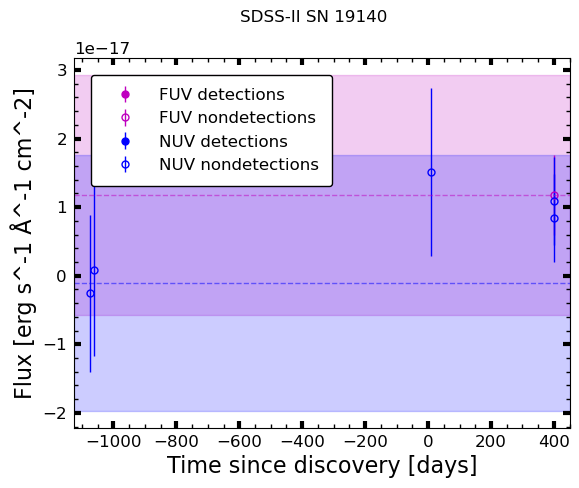 SDSS-II SN 19140
1e−17
FUV detections
FUV nondetections
NUV detections
NUV nondetections
3
2
1
0
−1
−2
Flux [erg s^-1 Å^-1 cm^-2]
−1000 −800 −600 −400 −200 0 200 400
Time since discovery [days]